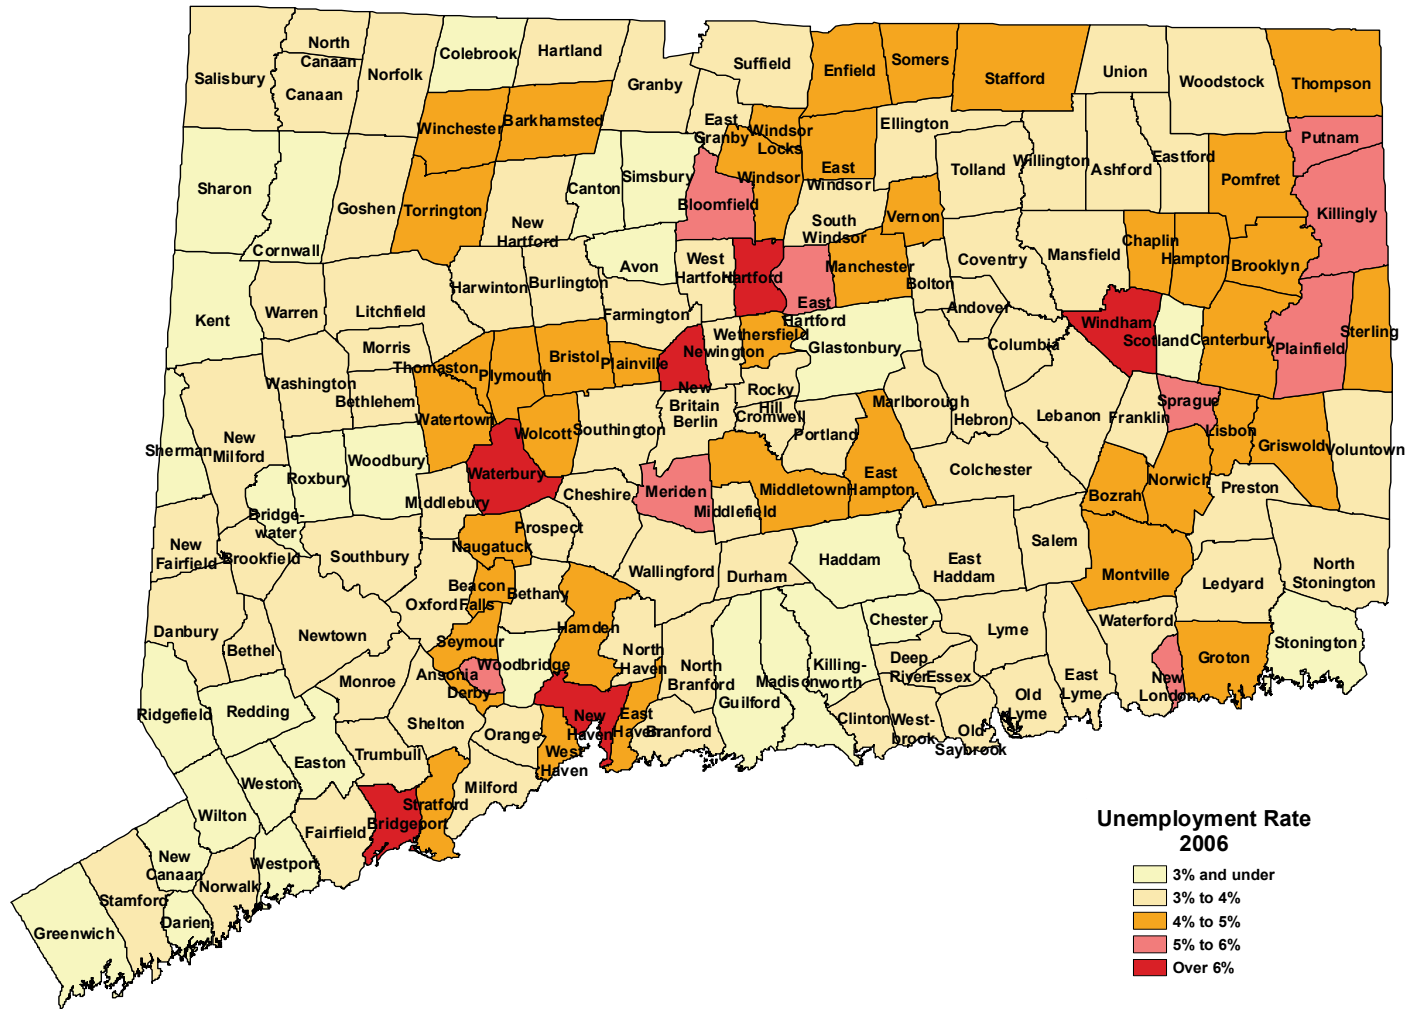 North
Canaan
Colebrook
Hartland
Salisbury
Norfolk
Canaan
Granby
Suffield
Enfield
Somers
Stafford
Union
Woodstock
Thompson
Winchester
Barkhamsted
East
Granby
Windsor
Locks
Ellington
Putnam
Sharon
Goshen
Torrington
New
Hartford
Canton
Simsbury
Bloomfield
Windsor
East
Windsor
Tolland
Willington
Ashford
Eastford
Pomfret
Killingly
Cornwall
Vernon
South
Windsor
Avon
West
Hartford
Hartford
East
Hartford
Manchester
Bolton
Coventry
Mansfield
Chaplin
Hampton
Brooklyn
Kent
Warren
Litchfield
Harwinton
Burlington
Farmington
Andover
Columbia
Windham
Scotland
Canterbury
Plainfield
Sterling
Morris
Thomaston
Plymouth
Bristol
Plainville
Newington
Wethersfield
Glastonbury
New
Britain
Rocky
Hill
Washington
Bethlehem
Watertown
Wolcott
Southington
Berlin
Cromwell
Portland
Marlborough
Hebron
Lebanon
Franklin
Sprague
Lisbon
Griswold
Voluntown
Sherman
New
Milford
Roxbury
Woodbury
Waterbury
Middlebury
Cheshire
Meriden
Middletown
Middlefield
East
Hampton
Colchester
Bozrah
Norwich
Preston
Bridge-
water
New
Fairfield
Brookfield
Southbury
Naugatuck
Prospect
Wallingford
Durham
Haddam
East
Haddam
Salem
Montville
Ledyard
North
Stonington
Oxford
Beacon
Falls
Bethany
Danbury
Bethel
Newtown
Seymour
Hamden
Chester
Lyme
Waterford
Stonington
Groton
New
London
Ansonia
Derby
Woodbridge
North
Haven
North
Branford
Guilford
Madison
Killing-
worth
Deep
River
Essex
East
Lyme
Old
Lyme
Monroe
Ridgefield
Redding
Shelton
Orange
New
Haven
East
Haven
Branford
Clinton
West-
brook
Old
Saybrook
West
Haven
Trumbull
Easton
Weston
Milford
Stratford
Bridgeport
Wilton
Fairfield
Westport
New
Canaan
Norwalk
Stamford
Darien
Greenwich
Unemployment Rate
2006
3% and under
3% to 4%
4% to 5%
5% to 6%
Over 6%